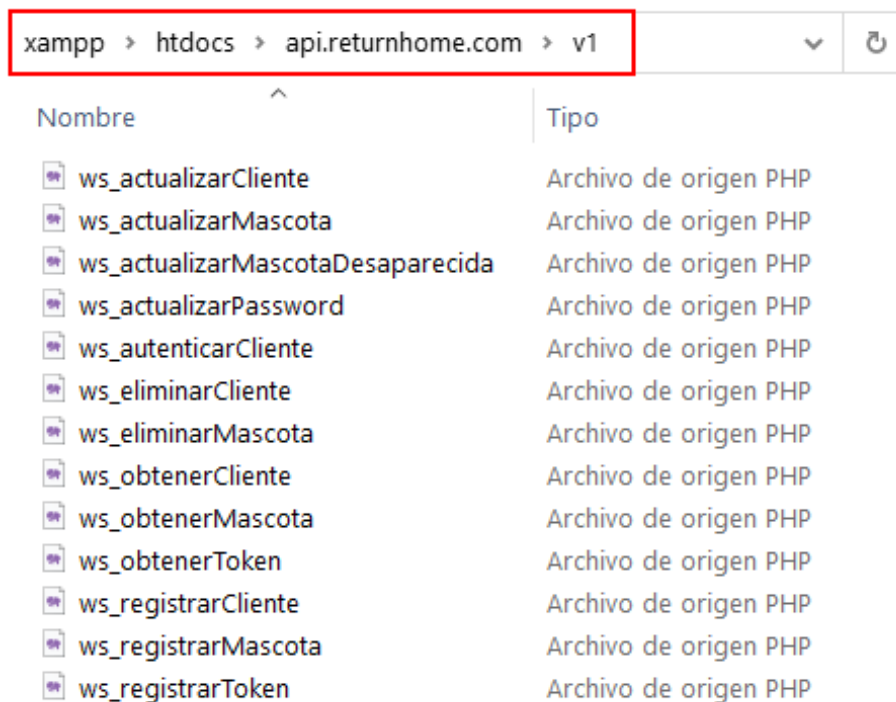 xampp > htdocs > api.returnhome.com > v1
Nombre Tipo
ws_actualizarCliente Archivo de origen PHP
ws_actualizarMascota Archivo de origen PHP
ws_actualizarMascotaDesaparecida Archivo de origen PHP
ws_actualizarPassword Archivo de origen PHP
ws_autenticarCliente Archivo de origen PHP
ws_eliminarCliente Archivo de origen PHP
ws_eliminarMascota Archivo de origen PHP
ws_obtenerCliente Archivo de origen PHP
ws_obtenerMascota Archivo de origen PHP
ws_obtenerToken Archivo de origen PHP
ws_registrarCliente Archivo de origen PHP
ws_registrarMascota Archivo de origen PHP
ws_registrarToken Archivo de origen PHP